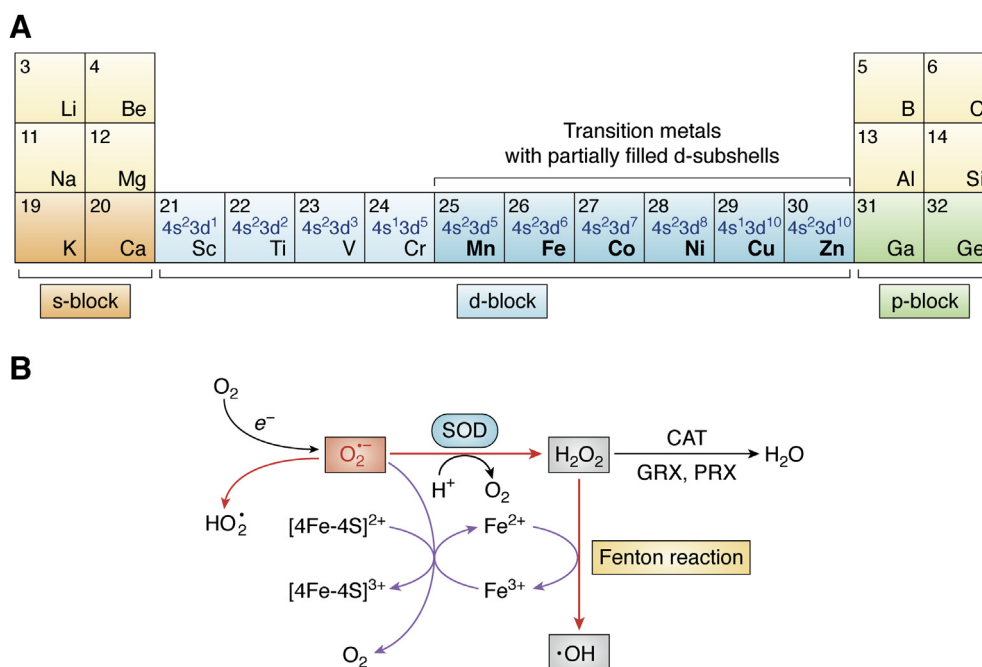 A
3 Li
4 Be
5 B
6 C
11 Na
12 Mg
Transition metals
with partially filled d-subshells
13 Al
14 Si
19 K
20 Ca
21 4s²3d¹ Sc
22 4s²3d² Ti
23 4s²3d³ V
24 4s¹3d⁵ Cr
25 4s²3d⁵ Mn
26 4s²3d⁶ Fe
27 4s²3d⁷ Co
28 4s²3d⁸ Ni
29 4s¹3d¹⁰ Cu
30 4s²3d¹⁰ Zn
31 Ga
32 Ge
s-block
d-block
p-block
B
O₂
e⁻
SOD
O₂•⁻
H₂O₂
CAT
GRX, PRX
H₂O
H⁺
O₂
HO₂•
[4Fe-4S]²⁺
Fe²⁺
Fenton reaction
[4Fe-4S]³⁺
Fe³⁺
O₂
•OH